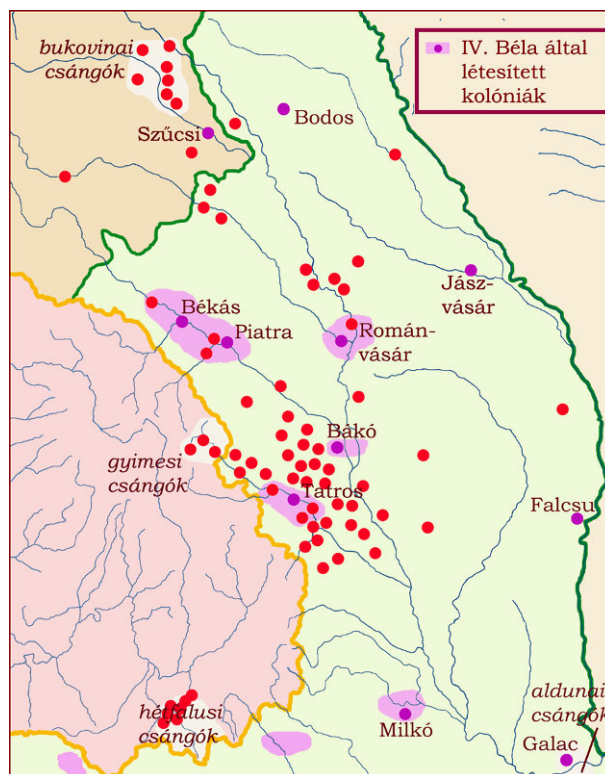 bukovinai
csángók
IV. Béla által
létesített
kolóniák
Szűcsi
Bodos
Jász-
vásár
Békás
Piatra
Román-
vásár
Bákó
gyimesi
csángók
Tatros
Falcsu
hétfalusi
csángók
Milkó
aldunai
csángók
Galac